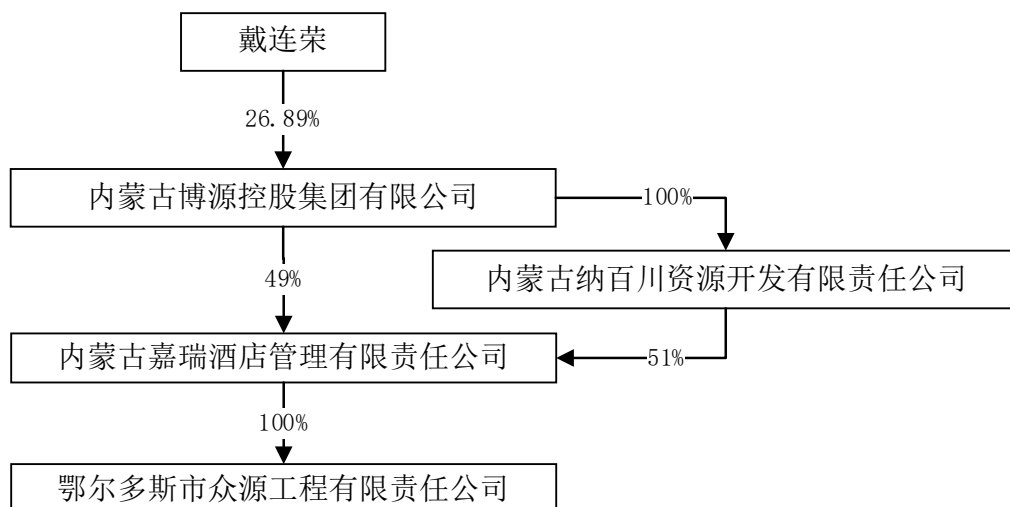 戴连荣
26.89%
内蒙古博源控股集团有限公司
100%
内蒙古纳百川资源开发有限责任公司
49%
内蒙古嘉瑞酒店管理有限责任公司
51%
100%
鄂尔多斯市众源工程有限责任公司